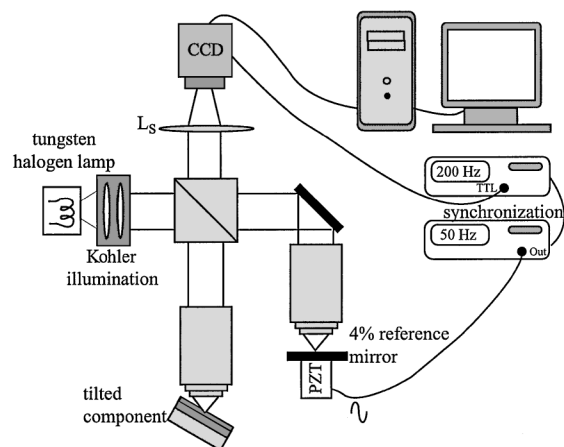 CCD
Ls
tungsten
halogen lamp
200 Hz
TTL
synchronization
50 Hz
Out
Kohler
illumination
4% reference
mirror
PZT
tilted
component